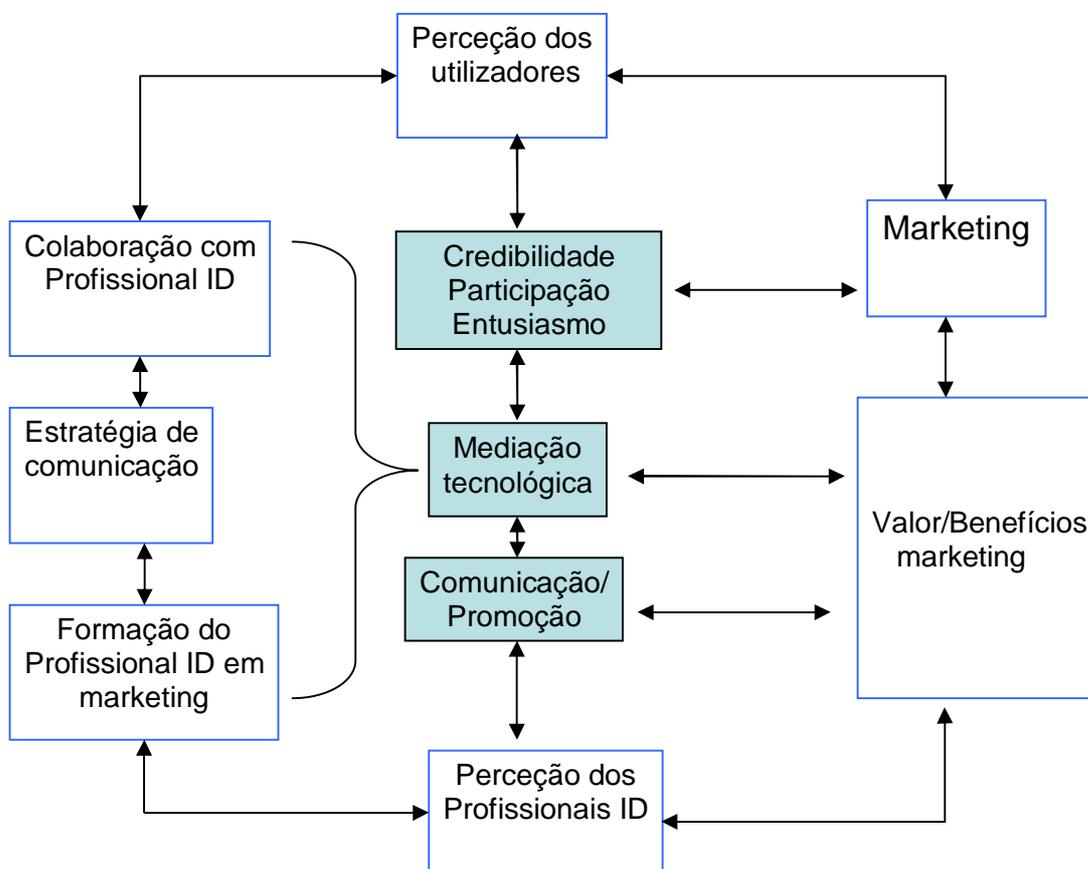 Perceção dos
utilizadores
Colaboração com
Profissional ID
Credibilidade
Participação
Entusiasmo
Marketing
Estratégia de
comunicação
Mediação
tecnológica
Valor/Benefícios
marketing
Comunicação/
Promoção
Formação do
Profissional ID em
marketing
Perceção dos
Profissionais ID